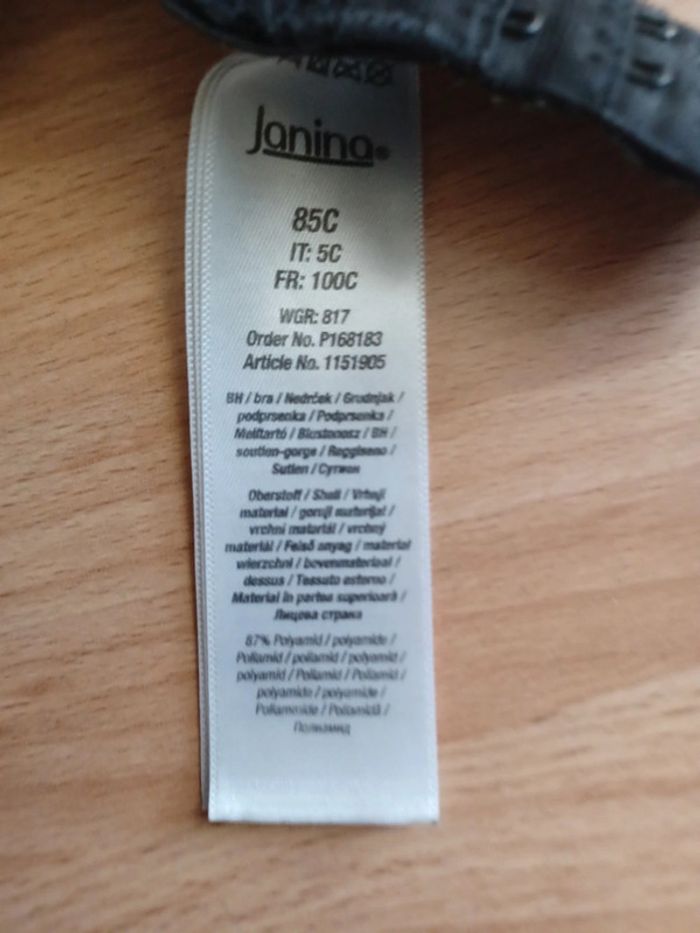 Janina®
85C
IT: 5C
FR: 100C
WGR: 817
Order No. P168183
Article No. 1151905
BH / bra / Nedrček / Grudnjak /
podprsenka / Podprsenka /
Melltartó / Biustonosz / BH /
soutien-gorge / Reggiseno /
Sutien / Сутиен
Oberstoff / Shell / Vrhnji
material / gornji materijal /
vrchní materiál / vrchný
materiál / Felső anyag / materiał
wierzchni / bovenmateriaal /
dessus / Tessuto esterno /
Material in partea superioară /
Лицева страна
87% Polyamid / polyamide /
Poliamid / poliamid / polyamid /
polyamid / Poliamid / Poliamid /
polyamide / polyamide /
Poliammide / Poliamidă /
Полиамид